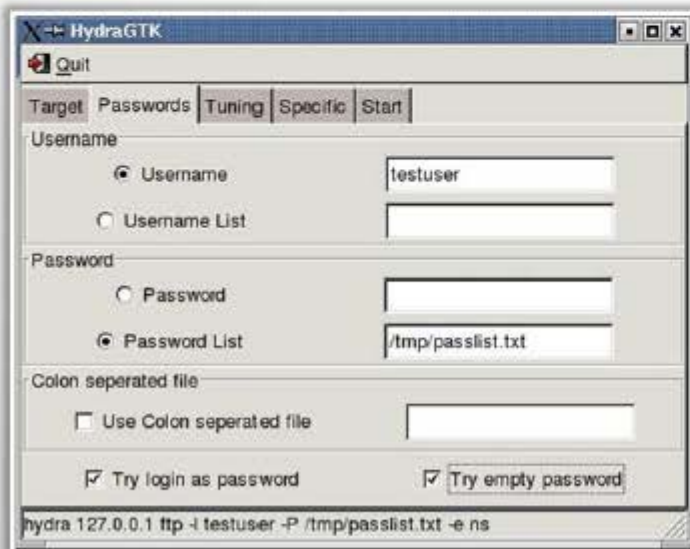 HydraGTK
Quit
Target Passwords Tuning Specific Start
Username
Username testuser
Username List
Password
Password
Password List /tmp/passlist.txt
Colon seperated file
Use Colon seperated file
Try login as password Try empty password
hydra 127.0.0.1 ftp -l testuser -P /tmp/passlist.txt -e ns